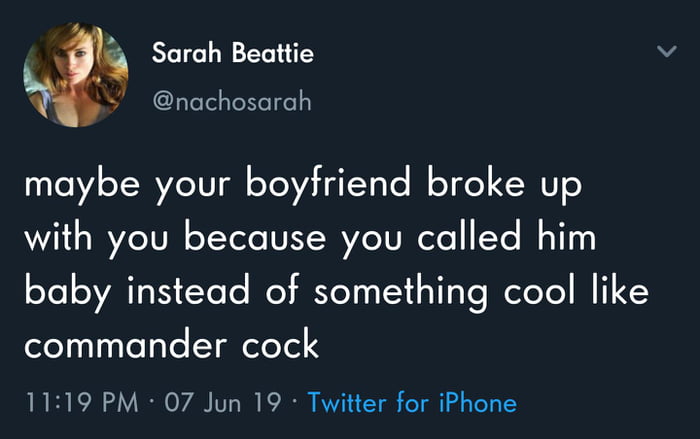 Sarah Beattie
@nachosarah
maybe your boyfriend broke up
with you because you called him
baby instead of something cool like
commander cock
11:19 PM · 07 Jun 19 · Twitter for iPhone